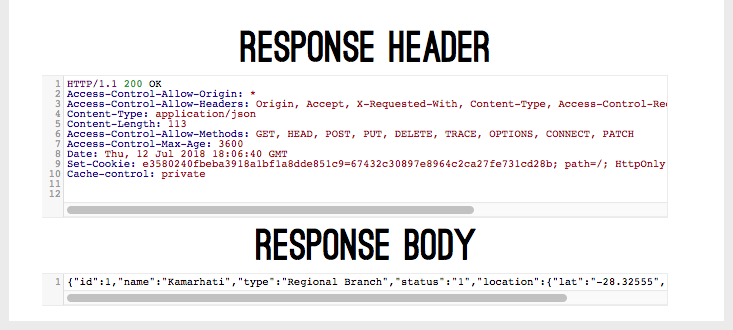 RESPONSE HEADER
1 HTTP/1.1 200 OK
2 Access-Control-Allow-Origin: *
3 Access-Control-Allow-Headers: Origin, Accept, X-Requested-With, Content-Type, Access-Control-Rec
4 Content-Type: application/json
5 Content-Length: 113
6 Access-Control-Allow-Methods: GET, HEAD, POST, PUT, DELETE, TRACE, OPTIONS, CONNECT, PATCH
7 Access-Control-Max-Age: 3600
8 Date: Thu, 12 Jul 2018 18:06:40 GMT
9 Set-Cookie: e3580240fbeba3918a1bf1a8dde851c9=67432c30897e8964c2ca27fe731cd28b; path=/; HttpOnly
10 Cache-control: private
11
12
RESPONSE BODY
1 {"id":1,"name":"Kamarhati","type":"Regional Branch","status":"1","location":{"lat":"-28.32555",